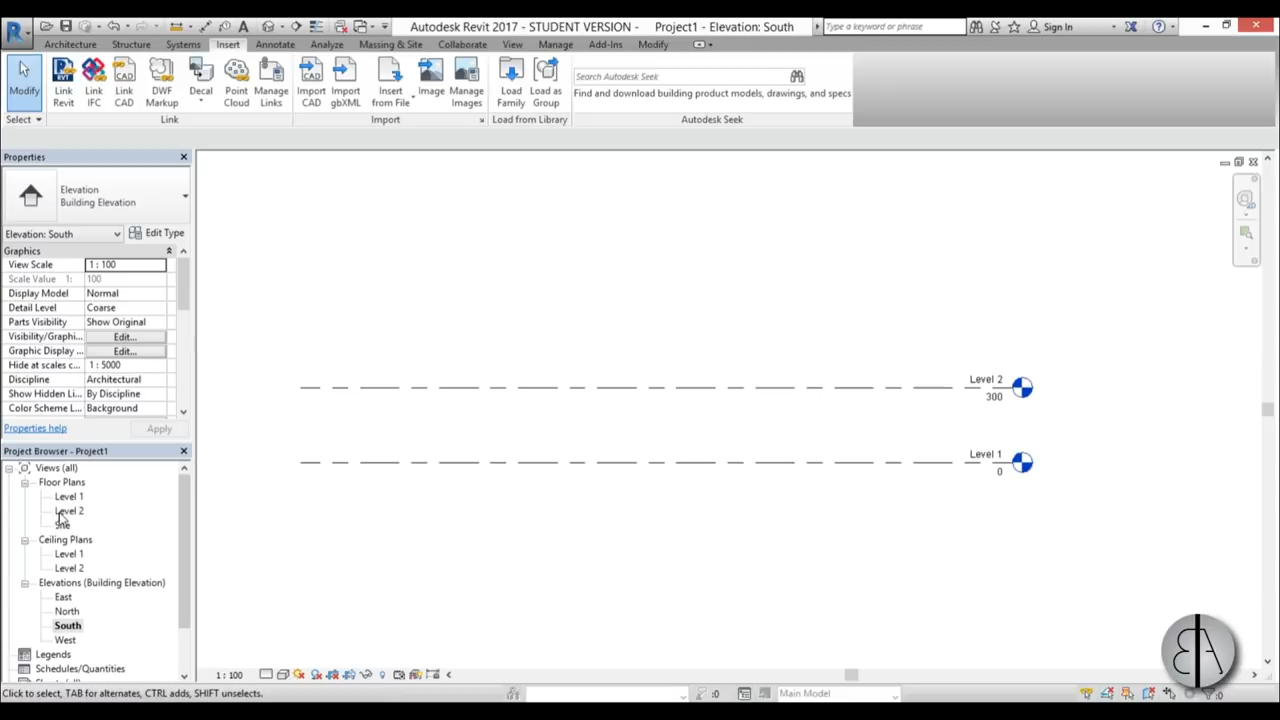 Autodesk Revit 2017 - STUDENT VERSION - Project1 - Elevation: South
Type a keyword or phrase
Sign In
Architecture Structure Systems Insert Annotate Analyze Massing & Site Collaborate View Manage Add-Ins Modify
Modify
Link Revit
Link IFC
Link CAD
DWF Markup
Decal
Point Cloud
Manage Links
Import CAD
Import gbXML
Insert from File
Image
Manage Images
Load Family
Load as Group
Search Autodesk Seek
Find and download building product models, drawings, and specs
Select
Link
Import
Load from Library
Autodesk Seek
Properties
Elevation
Building Elevation
Elevation: South
Edit Type
Graphics
View Scale 1 : 100
Scale Value 1: 100
Display Model Normal
Detail Level Coarse
Parts Visibility Show Original
Visibility/Graphi... Edit...
Graphic Display ... Edit...
Hide at scales c... 1 : 5000
Discipline Architectural
Show Hidden Li... By Discipline
Color Scheme L... Background
Properties help
Apply
Project Browser - Project1
Views (all)
Floor Plans
Level 1
Level 2
Ceiling Plans
Level 1
Level 2
Elevations (Building Elevation)
East
North
South
West
Legends
Schedules/Quantities
Level 2
300
Level 1
0
1 : 100
Click to select, TAB for alternates, CTRL adds, SHIFT unselects.
:0
Main Model
:0